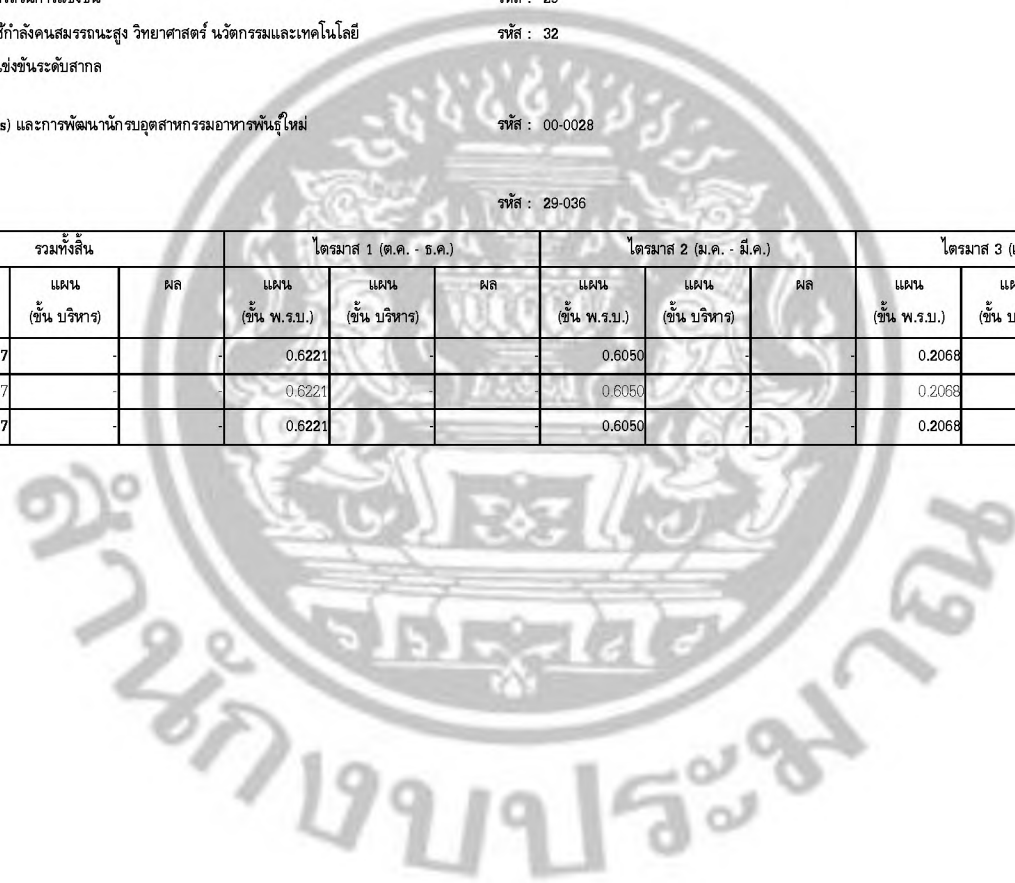 รหัส : 29
ช้กำลังคนสมรรถนะสูง วิทยาศาสตร์ นวัตกรรมและเทคโนโลยี รหัส : 32
แข่งขันระดับสากล
s) และการพัฒนานักรบอุตสาหกรรมอาหารพันธุ์ใหม่ รหัส : 00-0028
รหัส : 29-036
รวมทั้งสิ้น ไตรมาส 1 (ต.ค. - ธ.ค.) ไตรมาส 2 (ม.ค. - มี.ค.) ไตรมาส 3 (
แผน ผล แผน แผน ผล แผน แผน ผล แผน
(ขั้น บริหาร) (ขั้น พ.ร.บ.) (ขั้น บริหาร) (ขั้น พ.ร.บ.) (ขั้น บริหาร) (ขั้น พ.ร.บ.)
7 - - 0.6221 - - 0.6050 - - 0.2068
7 - - 0.6221 - - 0.6050 - - 0.2068
7 - - 0.6221 - - 0.6050 - - 0.2068
สำนักงบประมาณ